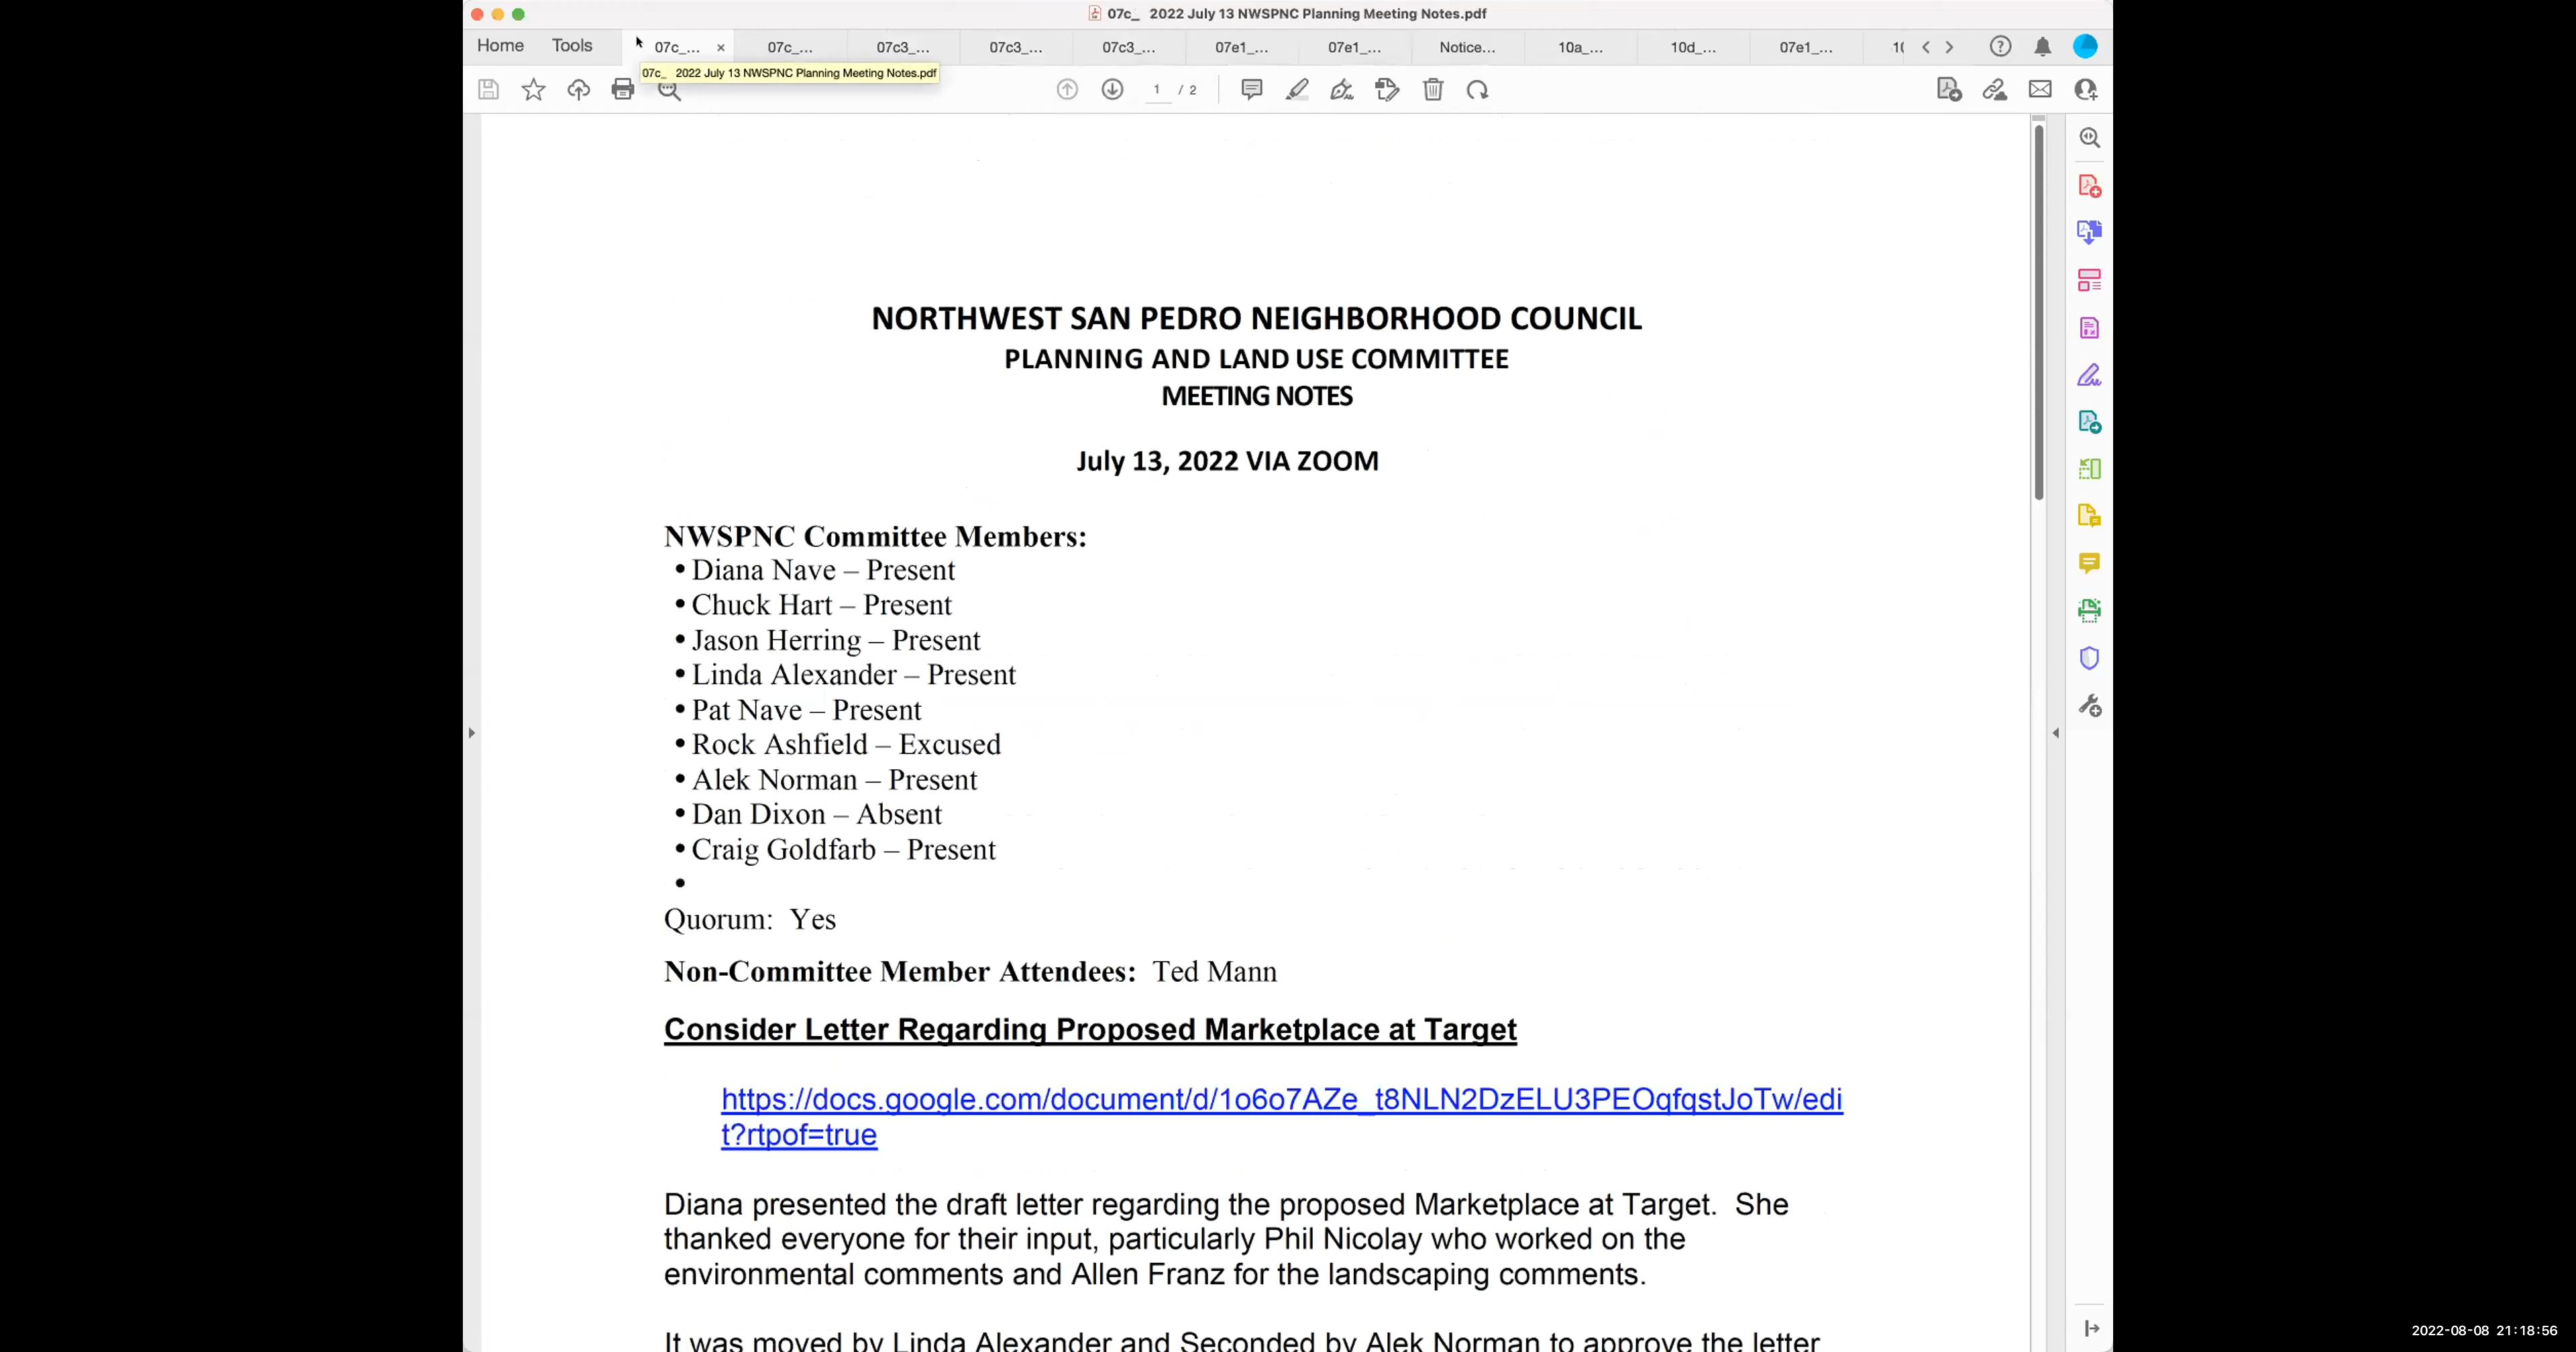 07c_ 2022 July 13 NWSPNC Planning Meeting Notes.pdf
Home Tools 07c_... × 07c_... 07c3_... 07c3_... 07c3_... 07e1_... 07e1_... Notice... 10a_... 10d_... 07e1_...
07c_ 2022 July 13 NWSPNC Planning Meeting Notes.pdf
1 / 2
NORTHWEST SAN PEDRO NEIGHBORHOOD COUNCIL
PLANNING AND LAND USE COMMITTEE
MEETING NOTES
July 13, 2022 VIA ZOOM
NWSPNC Committee Members:
• Diana Nave – Present
• Chuck Hart – Present
• Jason Herring – Present
• Linda Alexander – Present
• Pat Nave – Present
• Rock Ashfield – Excused
• Alek Norman – Present
• Dan Dixon – Absent
• Craig Goldfarb – Present
•
Quorum: Yes
Non-Committee Member Attendees: Ted Mann
Consider Letter Regarding Proposed Marketplace at Target
https://docs.google.com/document/d/1o6o7AZe_t8NLN2DzELU3PEOqfqstJoTw/edi
t?rtpof=true
Diana presented the draft letter regarding the proposed Marketplace at Target. She
thanked everyone for their input, particularly Phil Nicolay who worked on the
environmental comments and Allen Franz for the landscaping comments.
It was moved by Linda Alexander and Seconded by Alek Norman to approve the letter
2022-08-08 21:18:56